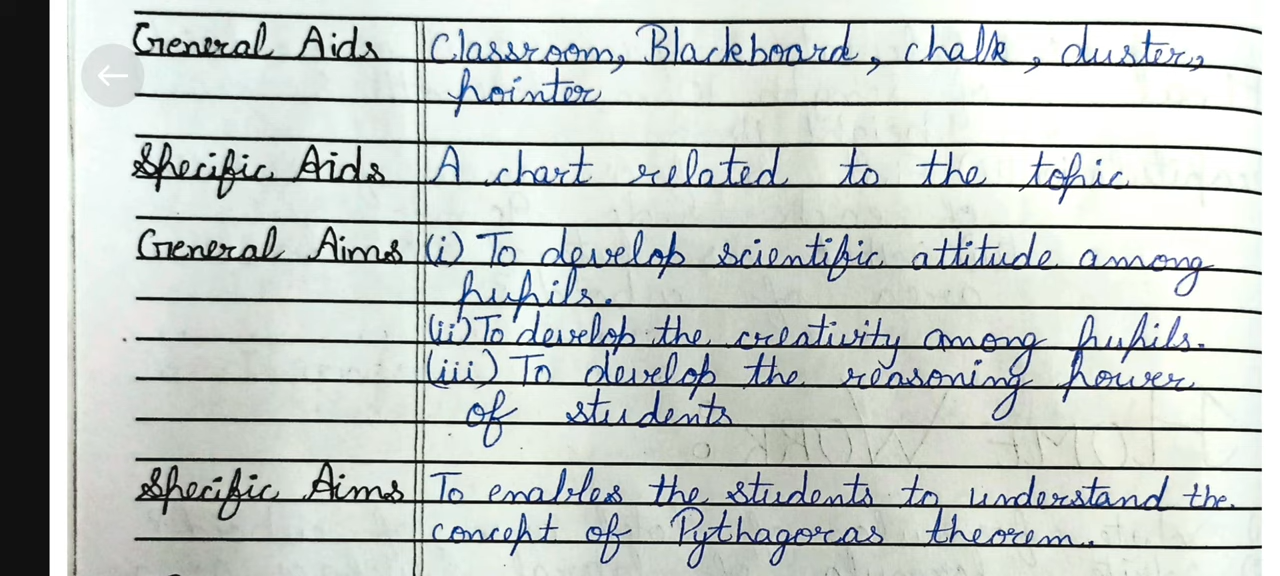 General Aids Classroom, Blackboard, chalk, duster,
pointer
Specific Aids A chart related to the topic
General Aims (i) To develop scientific attitude among
pupils.
(ii) To develop the creativity among pupils.
(iii) To develop the reasoning power
of students
Specific Aims To enables the students to understand the
concept of Pythagoras theorem.